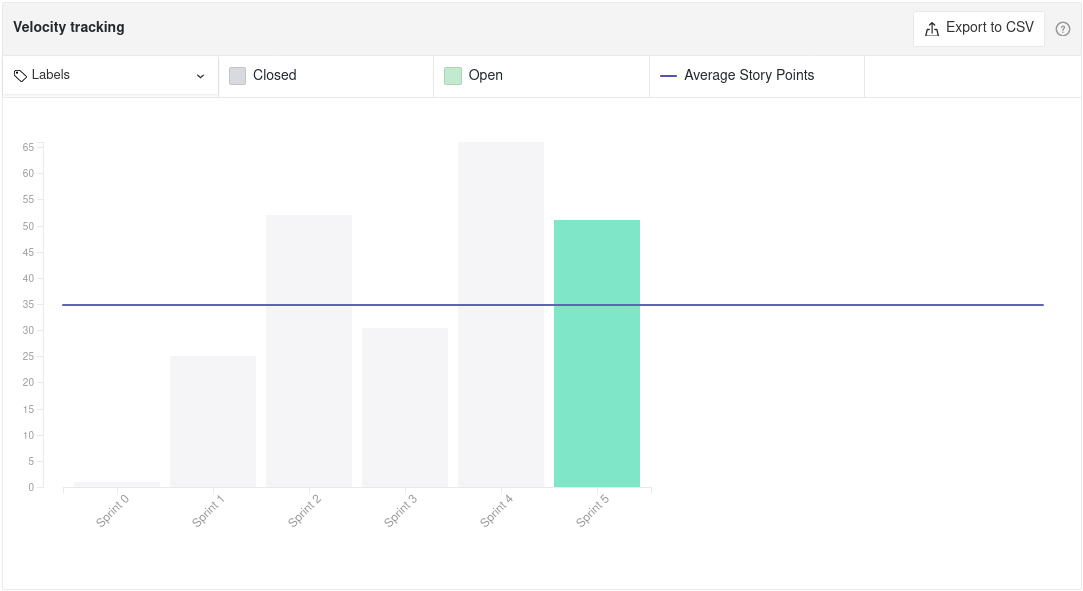 Velocity tracking
Export to CSV
Labels
Closed
Open
Average Story Points
65
60
55
50
45
40
35
30
25
20
15
10
5
0
Sprint 0
Sprint 1
Sprint 2
Sprint 3
Sprint 4
Sprint 5